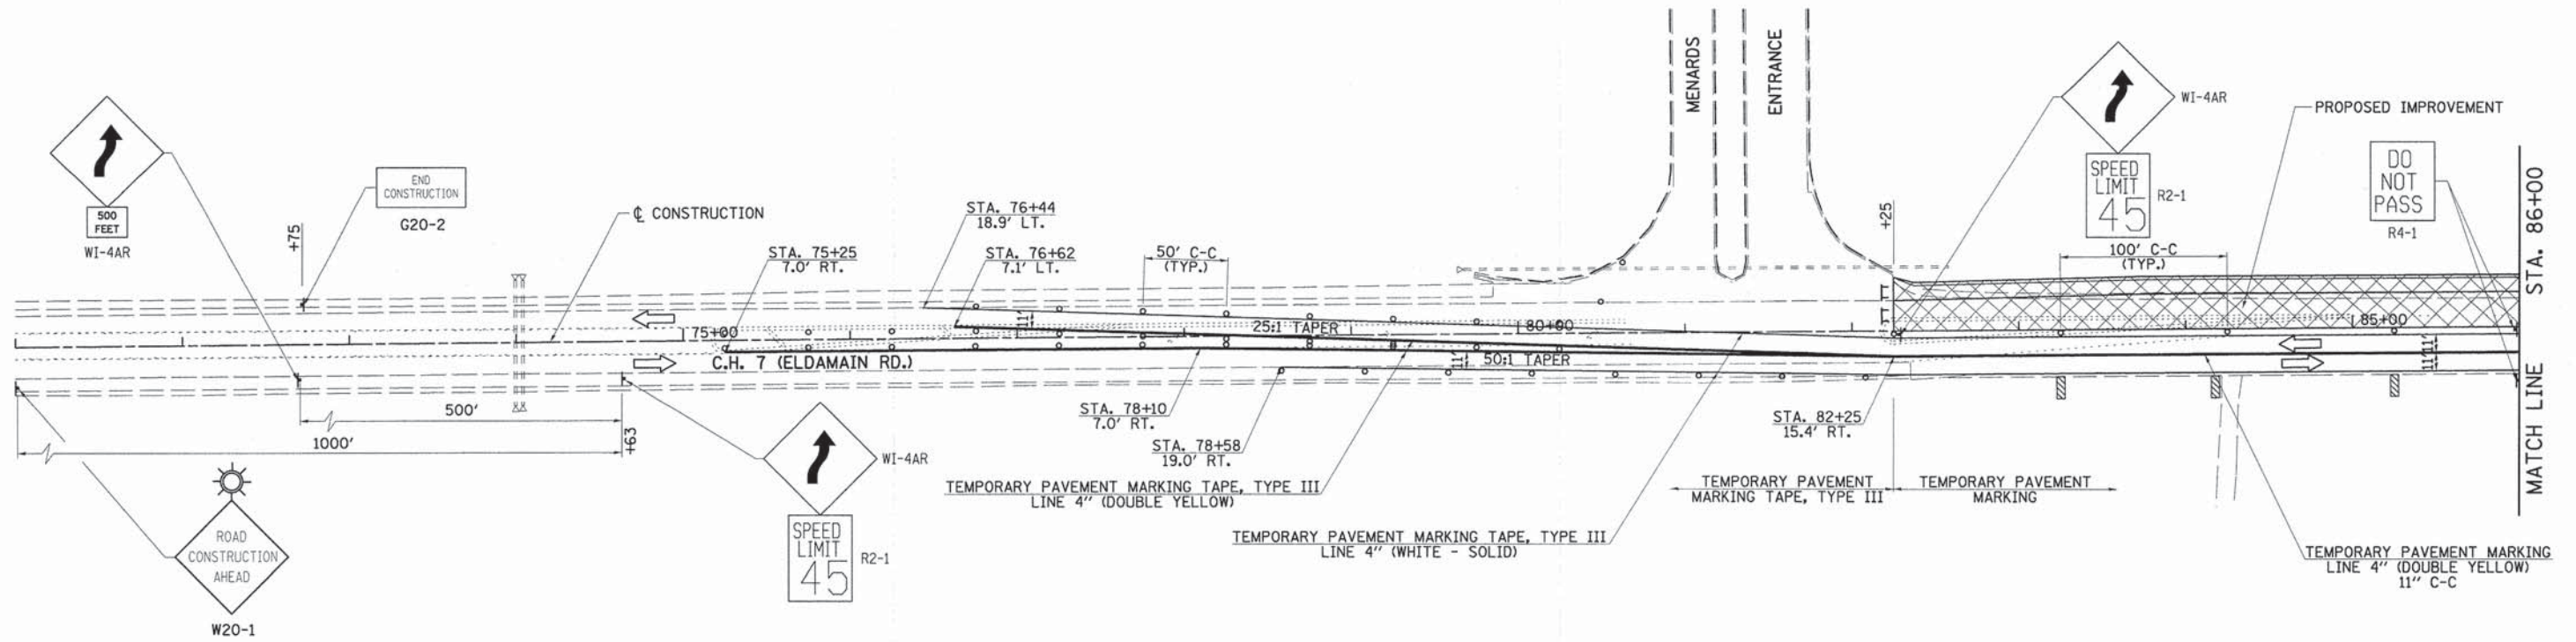 500
FEET
WI-4AR
+75
END
CONSTRUCTION
G20-2
℄ CONSTRUCTION
STA. 75+25
7.0' RT.
STA. 76+44
18.9' LT.
STA. 76+62
7.1' LT.
50' C-C
(TYP.)
MENARDS
ENTRANCE
+25
WI-4AR
SPEED
LIMIT
45
R2-1
100' C-C
(TYP.)
PROPOSED IMPROVEMENT
DO
NOT
PASS
R4-1
MATCH LINE STA. 86+00
75+00
11'
25:1 TAPER
80+00
85+00
C.H. 7 (ELDAMAIN RD.)
11'
50:1 TAPER
11'
11'
500'
1000'
+63
STA. 78+10
7.0' RT.
STA. 78+58
19.0' RT.
STA. 82+25
15.4' RT.
WI-4AR
SPEED
LIMIT
45
R2-1
TEMPORARY PAVEMENT MARKING TAPE, TYPE III
LINE 4" (DOUBLE YELLOW)
TEMPORARY PAVEMENT MARKING TAPE, TYPE III
LINE 4" (WHITE - SOLID)
TEMPORARY PAVEMENT
MARKING TAPE, TYPE III
TEMPORARY PAVEMENT
MARKING
TEMPORARY PAVEMENT MARKING
LINE 4" (DOUBLE YELLOW)
11" C-C
ROAD
CONSTRUCTION
AHEAD
W20-1